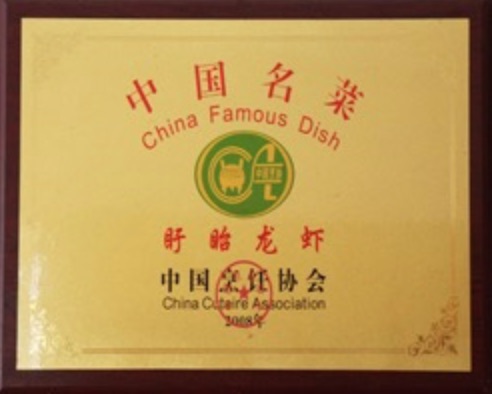 中国名菜
China Famous Dish
盱眙龙虾
中国烹饪协会
China Association
2008年